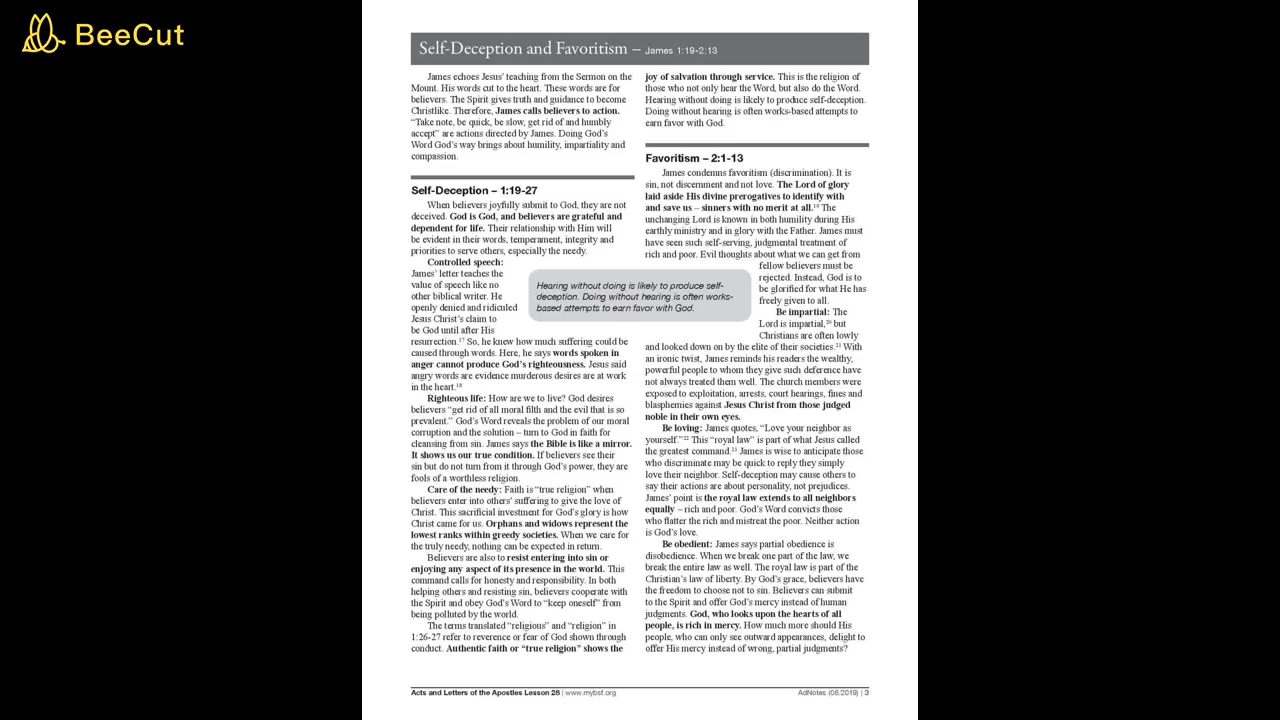 BeeCut
Self-Deception and Favoritism – James 1:19-2:13
James echoes Jesus' teaching from the Sermon on the
Mount. His words cut to the heart. These words are for
believers. The Spirit gives truth and guidance to become
Christlike. Therefore, James calls believers to action.
“Take note, be quick, be slow, get rid of and humbly
accept” are actions directed by James. Doing God's
Word God's way brings about humility, impartiality and
compassion.
Self-Deception – 1:19-27
When believers joyfully submit to God, they are not
deceived. God is God, and believers are grateful and
dependent for life. Their relationship with Him will
be evident in their words, temperament, integrity and
priorities to serve others, especially the needy.
Controlled speech:
James' letter teaches the
value of speech like no
other biblical writer. He
openly denied and ridiculed
Jesus Christ's claim to
be God until after His
resurrection.17 So, he knew how much suffering could be
caused through words. Here, he says words spoken in
anger cannot produce God's righteousness. Jesus said
angry words are evidence murderous desires are at work
in the heart.18
Righteous life: How are we to live? God desires
believers “get rid of all moral filth and the evil that is so
prevalent.” God's Word reveals the problem of our moral
corruption and the solution – turn to God in faith for
cleansing from sin. James says the Bible is like a mirror.
It shows us our true condition. If believers see their
sin but do not turn from it through God's power, they are
fools of a worthless religion.
Care of the needy: Faith is “true religion” when
believers enter into others' suffering to give the love of
Christ. This sacrificial investment for God's glory is how
Christ came for us. Orphans and widows represent the
lowest ranks within greedy societies. When we care for
the truly needy, nothing can be expected in return.
Believers are also to resist entering into sin or
enjoying any aspect of its presence in the world. This
command calls for honesty and responsibility. In both
helping others and resisting sin, believers cooperate with
the Spirit and obey God's Word to “keep oneself” from
being polluted by the world.
The terms translated “religious” and “religion” in
1:26-27 refer to reverence or fear of God shown through
conduct. Authentic faith or “true religion” shows the
joy of salvation through service. This is the religion of
those who not only hear the Word, but also do the Word.
Hearing without doing is likely to produce self-deception.
Doing without hearing is often works-based attempts to
earn favor with God.
Favoritism – 2:1-13
James condemns favoritism (discrimination). It is
sin, not discernment and not love. The Lord of glory
laid aside His divine prerogatives to identify with
and save us – sinners with no merit at all.19 The
unchanging Lord is known in both humility during His
earthly ministry and in glory with the Father. James must
have seen such self-serving, judgmental treatment of
rich and poor. Evil thoughts about what we can get from
fellow believers must be
rejected. Instead, God is to
be glorified for what He has
freely given to all.
Be impartial: The
Lord is impartial,20 but
Christians are often lowly
and looked down on by the elite of their societies.21 With
an ironic twist, James reminds his readers the wealthy,
powerful people to whom they give such deference have
not always treated them well. The church members were
exposed to exploitation, arrests, court hearings, fines and
blasphemies against Jesus Christ from those judged
noble in their own eyes.
Be loving: James quotes, “Love your neighbor as
yourself.”22 This “royal law” is part of what Jesus called
the greatest command.23 James is wise to anticipate those
who discriminate may be quick to reply they simply
love their neighbor. Self-deception may cause others to
say their actions are about personality, not prejudices.
James' point is the royal law extends to all neighbors
equally – rich and poor. God's Word convicts those
who flatter the rich and mistreat the poor. Neither action
is God's love.
Be obedient: James says partial obedience is
disobedience. When we break one part of the law, we
break the entire law as well. The royal law is part of the
Christian's law of liberty. By God's grace, believers have
the freedom to choose not to sin. Believers can submit
to the Spirit and offer God's mercy instead of human
judgments. God, who looks upon the hearts of all
people, is rich in mercy. How much more should His
people, who can only see outward appearances, delight to
offer His mercy instead of wrong, partial judgments?
Hearing without doing is likely to produce self-
deception. Doing without hearing is often works-
based attempts to earn favor with God.
Acts and Letters of the Apostles Lesson 28 | www.mybsf.org
AdNotes (06.2019) | 3